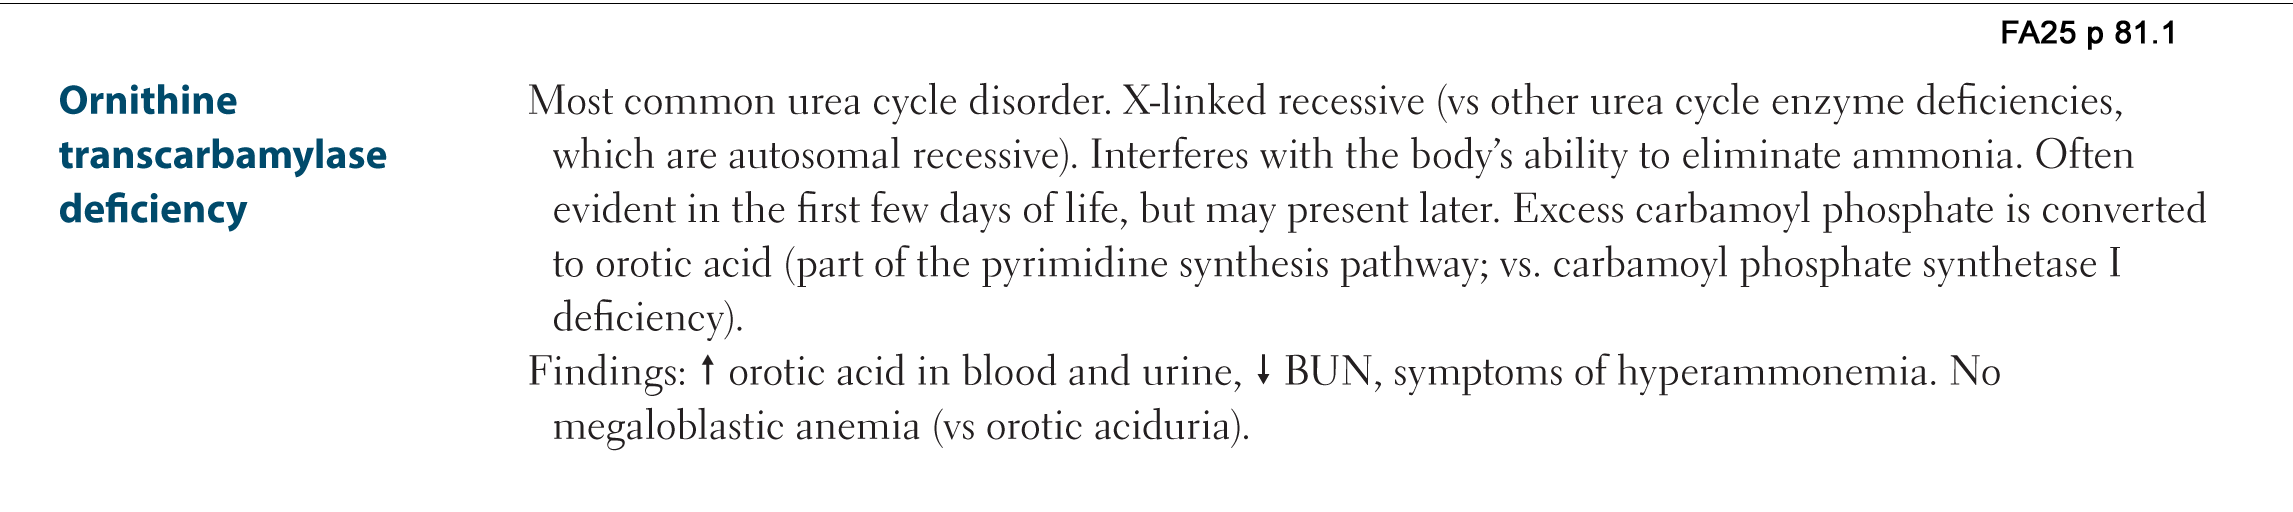 FA25 p 81.1
Ornithine
transcarbamylase
deficiency
Most common urea cycle disorder. X-linked recessive (vs other urea cycle enzyme deficiencies,
which are autosomal recessive). Interferes with the body’s ability to eliminate ammonia. Often
evident in the first few days of life, but may present later. Excess carbamoyl phosphate is converted
to orotic acid (part of the pyrimidine synthesis pathway; vs. carbamoyl phosphate synthetase I
deficiency).
Findings: ↑ orotic acid in blood and urine, ↓ BUN, symptoms of hyperammonemia. No
megaloblastic anemia (vs orotic aciduria).